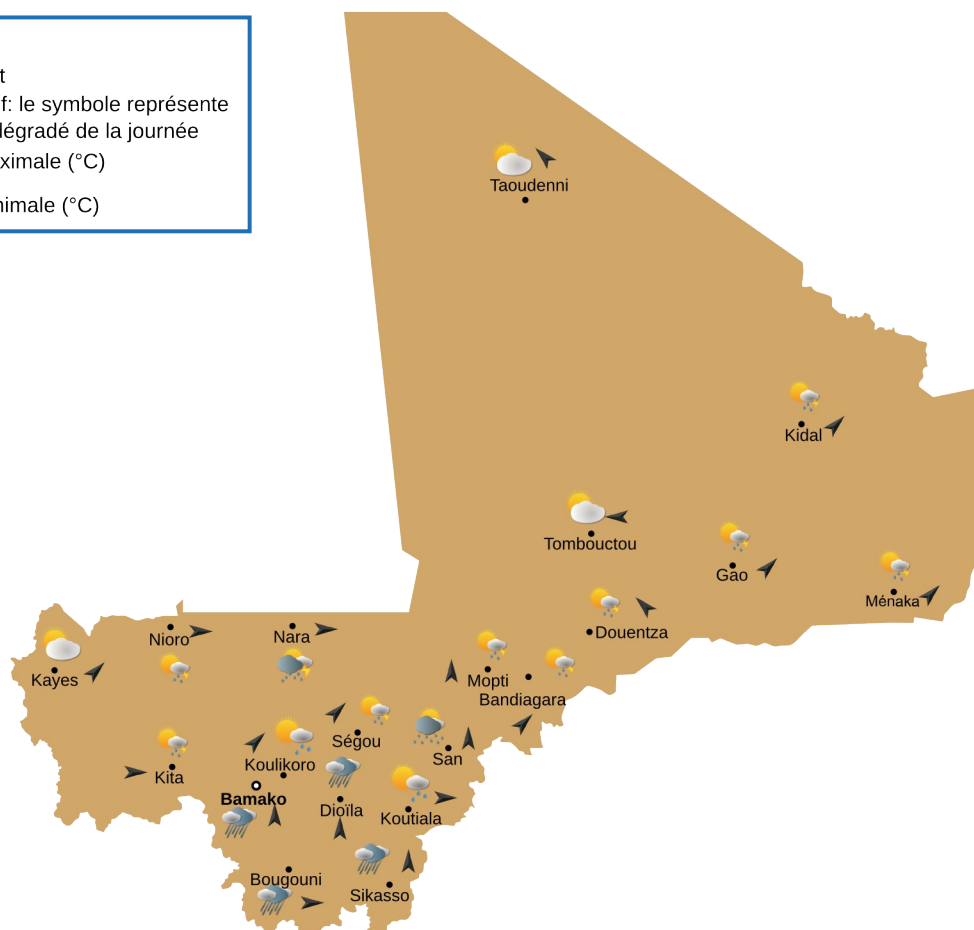 t
f: le symbole représente
dégradé de la journée
ximale (°C)
nimale (°C)
Taoudenni
Kidal
Tombouctou
Gao
Ménaka
Douentza
Nioro
Nara
Kayes
Mopti
Bandiagara
Ségou
San
Koulikoro
Kita
Bamako
Dioïla
Koutiala
Bougouni
Sikasso